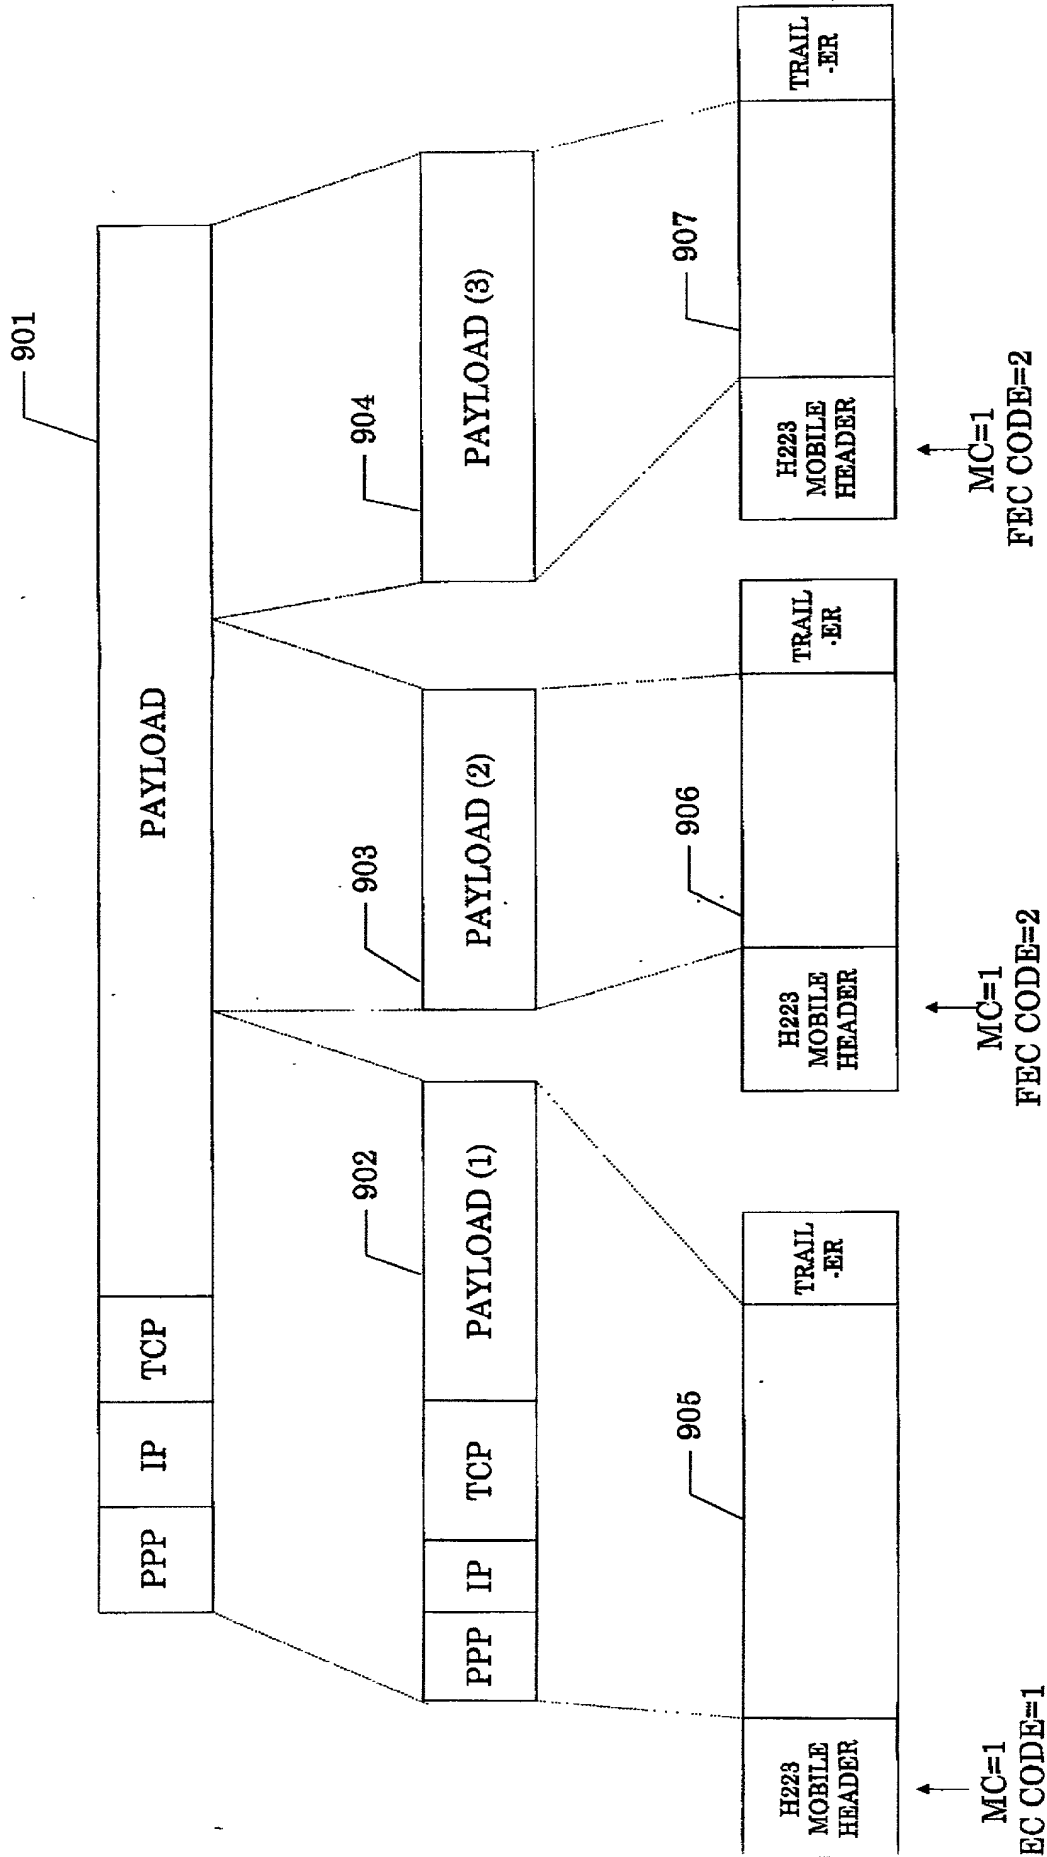 901
PPP
IP
TCP
PAYLOAD
902
903
904
PPP
IP
TCP
PAYLOAD (1)
PAYLOAD (2)
PAYLOAD (3)
905
906
907
H223
MOBILE
HEADER
TRAIL
-ER
H223
MOBILE
HEADER
TRAIL
-ER
H223
MOBILE
HEADER
TRAIL
-ER
MC=1
EC CODE=1
MC=1
FEC CODE=2
MC=1
FEC CODE=2